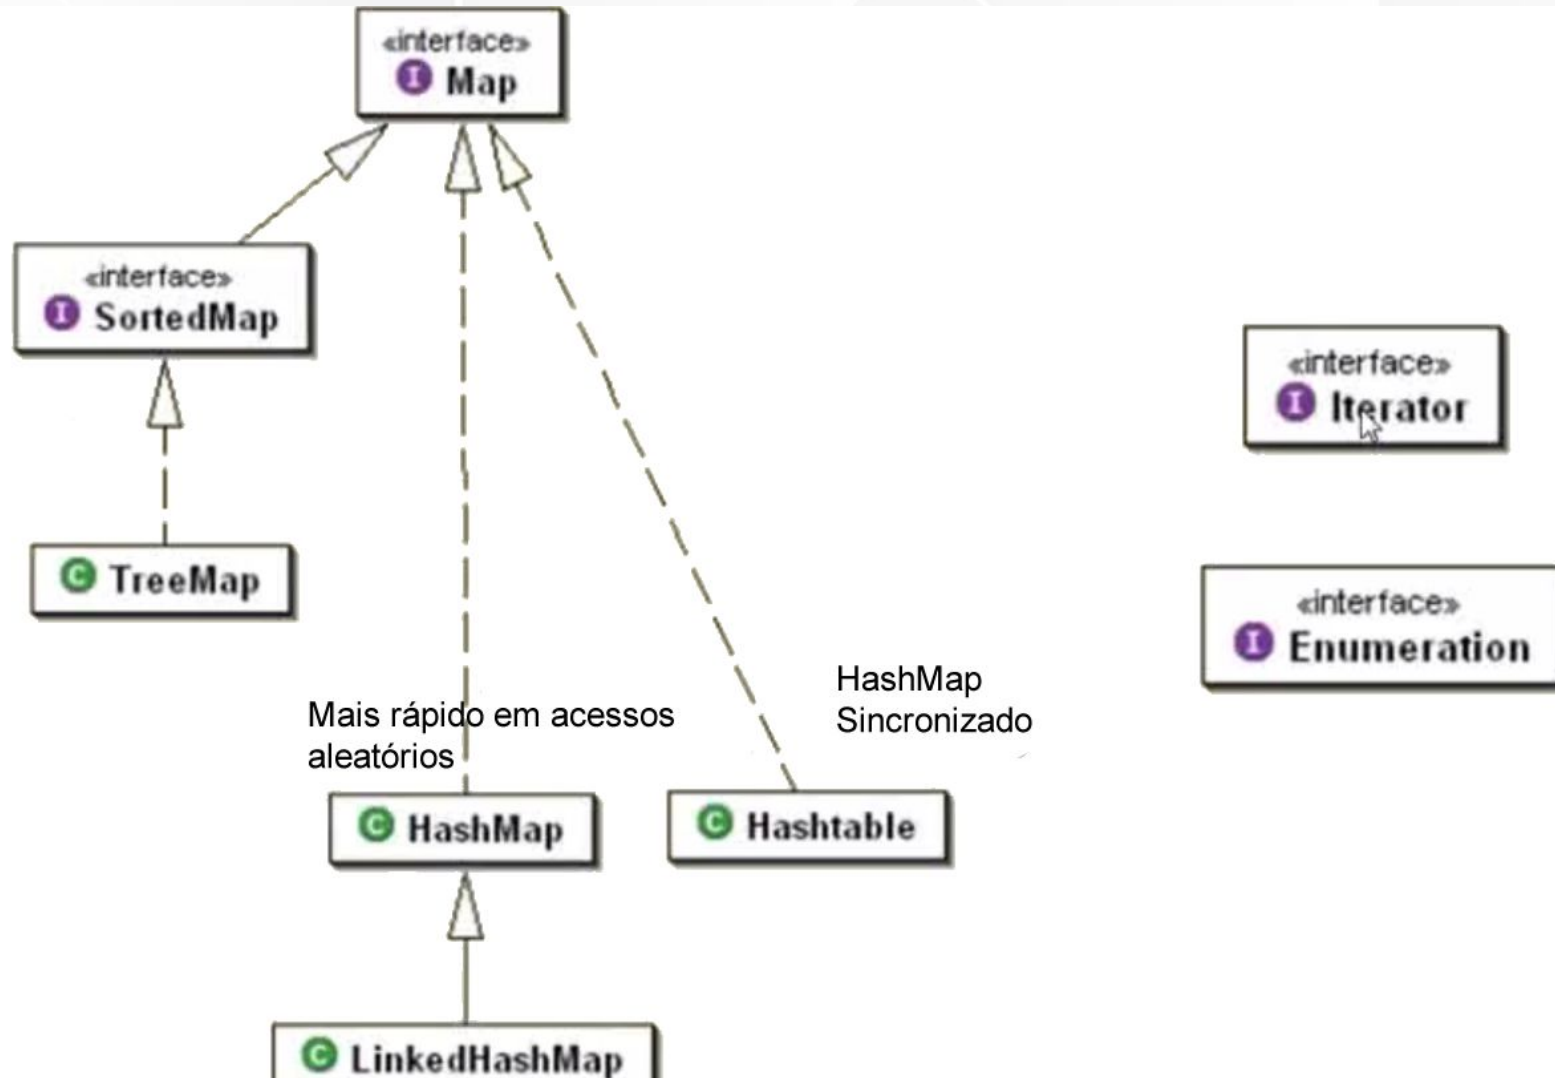 «interface»
I Map
«interface»
I SortedMap
«interface»
I Iterator
C TreeMap
«interface»
I Enumeration
HashMap
Sincronizado
Mais rápido em acessos
aleatórios
C HashMap
C Hashtable
C LinkedHashMap